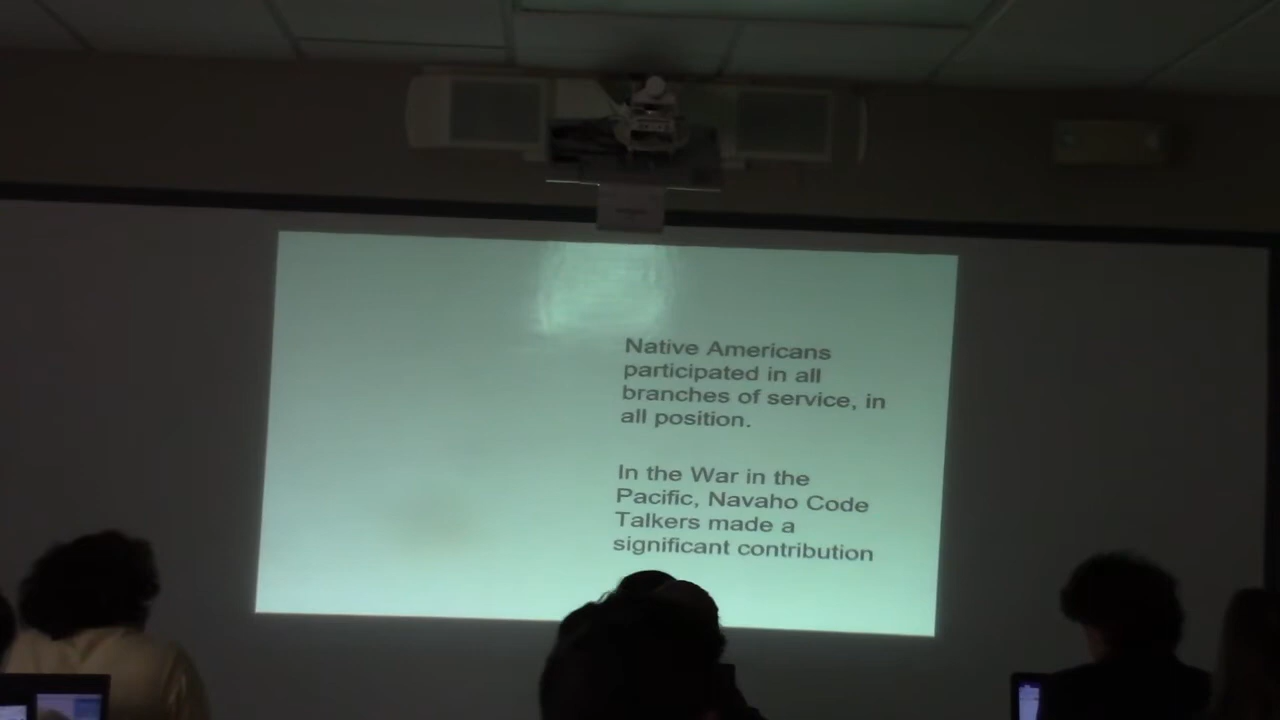 Native Americans
participated in all
branches of service, in
all position.
In the War in the
Pacific, Navaho Code
Talkers made a
significant contribution